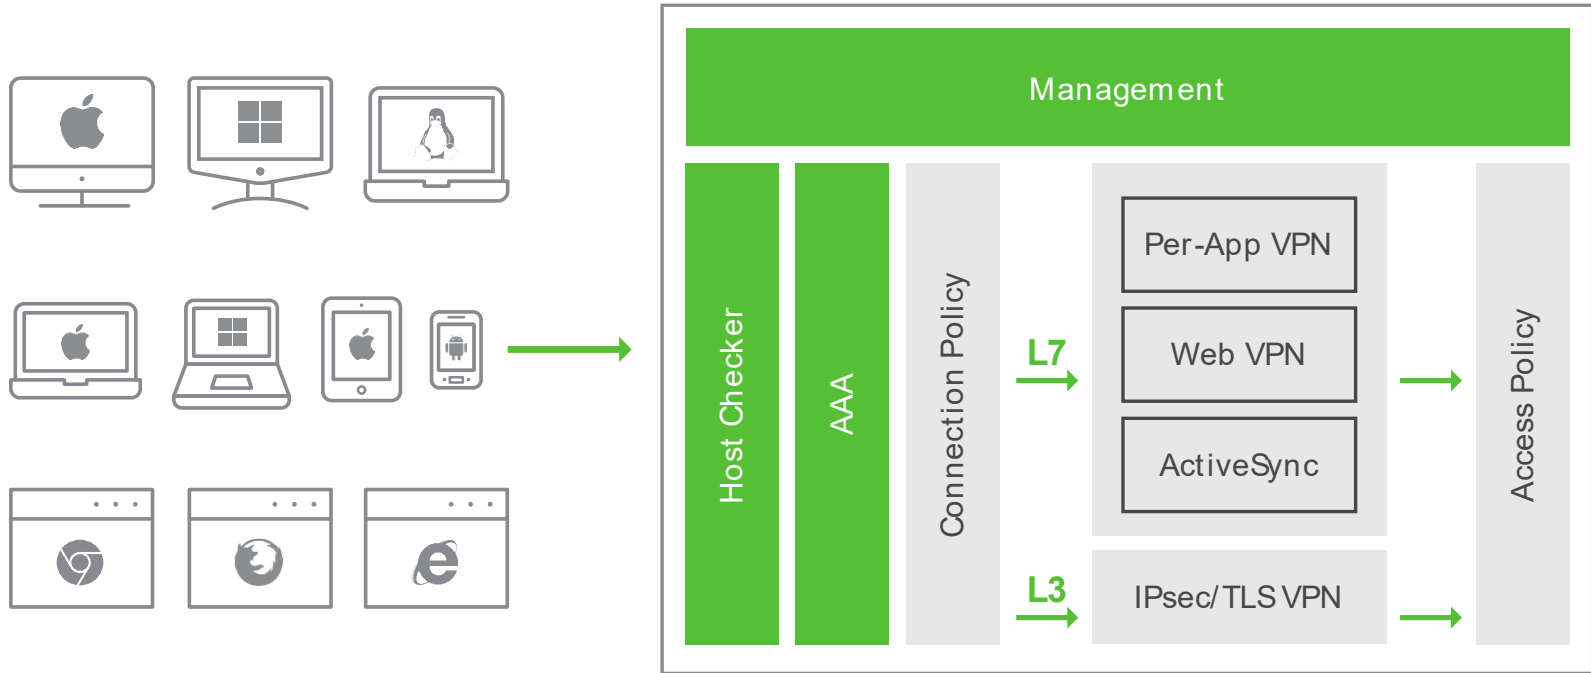 Management
Host Checker
AAA
Connection Policy
L7
Per-App VPN
Web VPN
ActiveSync
L3
IPsec/TLS VPN
Access Policy